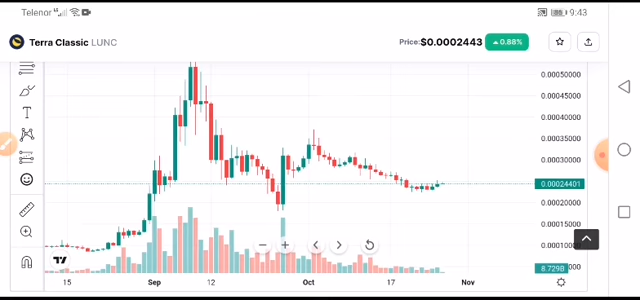 Telenor 9:43
Terra Classic LUNC Price:$0.0002443 0.88%
0.00050000
0.00045000
0.00040000
0.00035000
0.00030000
0.00024401
0.00020000
0.00015000
0.00010000
8.729B
15 Sep 12 Oct 17 Nov